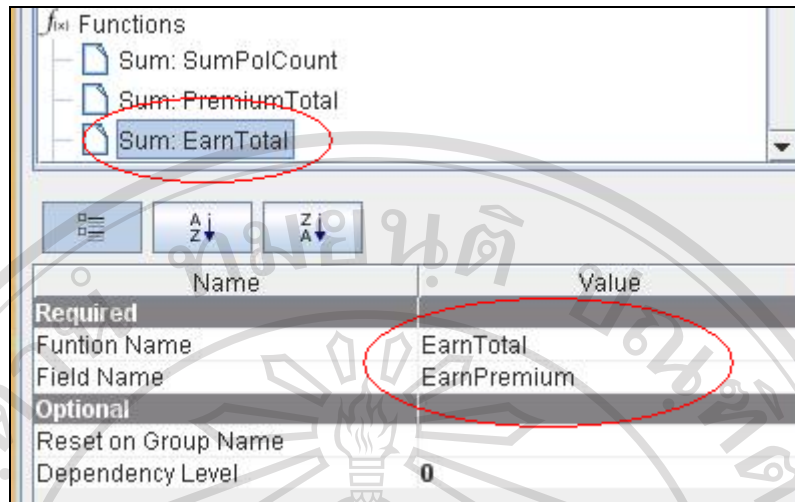 f(x) Functions
Sum: SumPolCount
Sum: PremiumTotal
Sum: EarnTotal
A Z
Z A
Name Value
Required
Funtion Name EarnTotal
Field Name EarnPremium
Optional
Reset on Group Name
Dependency Level 0